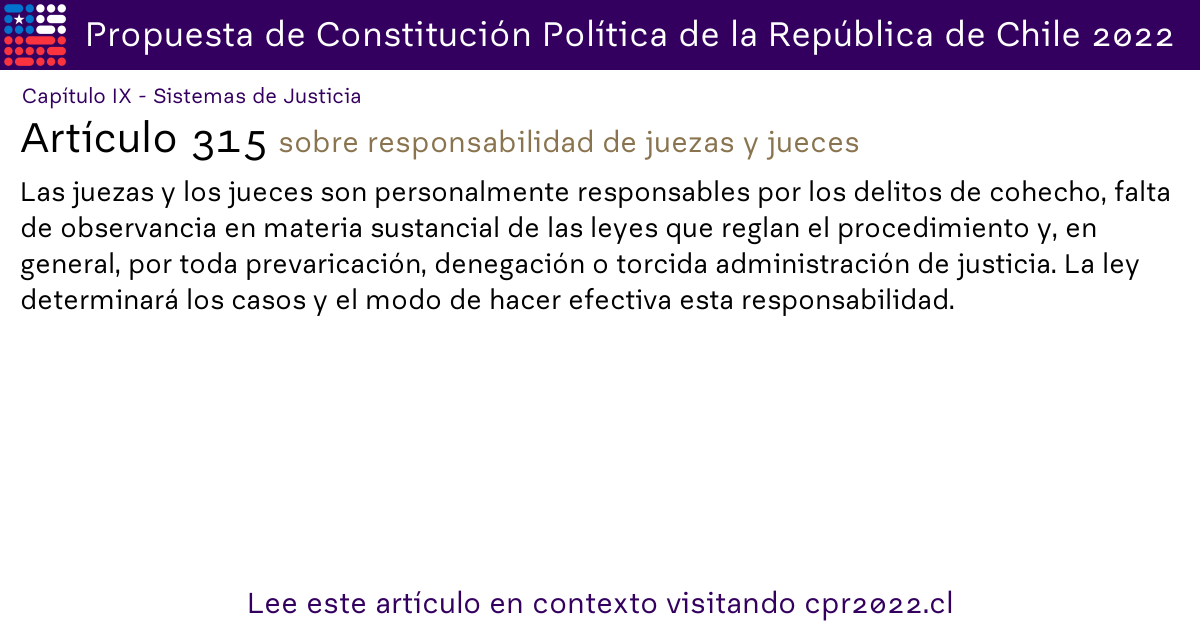 Propuesta de Constitución Política de la República de Chile 2022
Capítulo IX - Sistemas de Justicia
Artículo 315 sobre responsabilidad de juezas y jueces
Las juezas y los jueces son personalmente responsables por los delitos de cohecho, falta
de observancia en materia sustancial de las leyes que reglan el procedimiento y, en
general, por toda prevaricación, denegación o torcida administración de justicia. La ley
determinará los casos y el modo de hacer efectiva esta responsabilidad.
Lee este artículo en contexto visitando cpr2022.cl